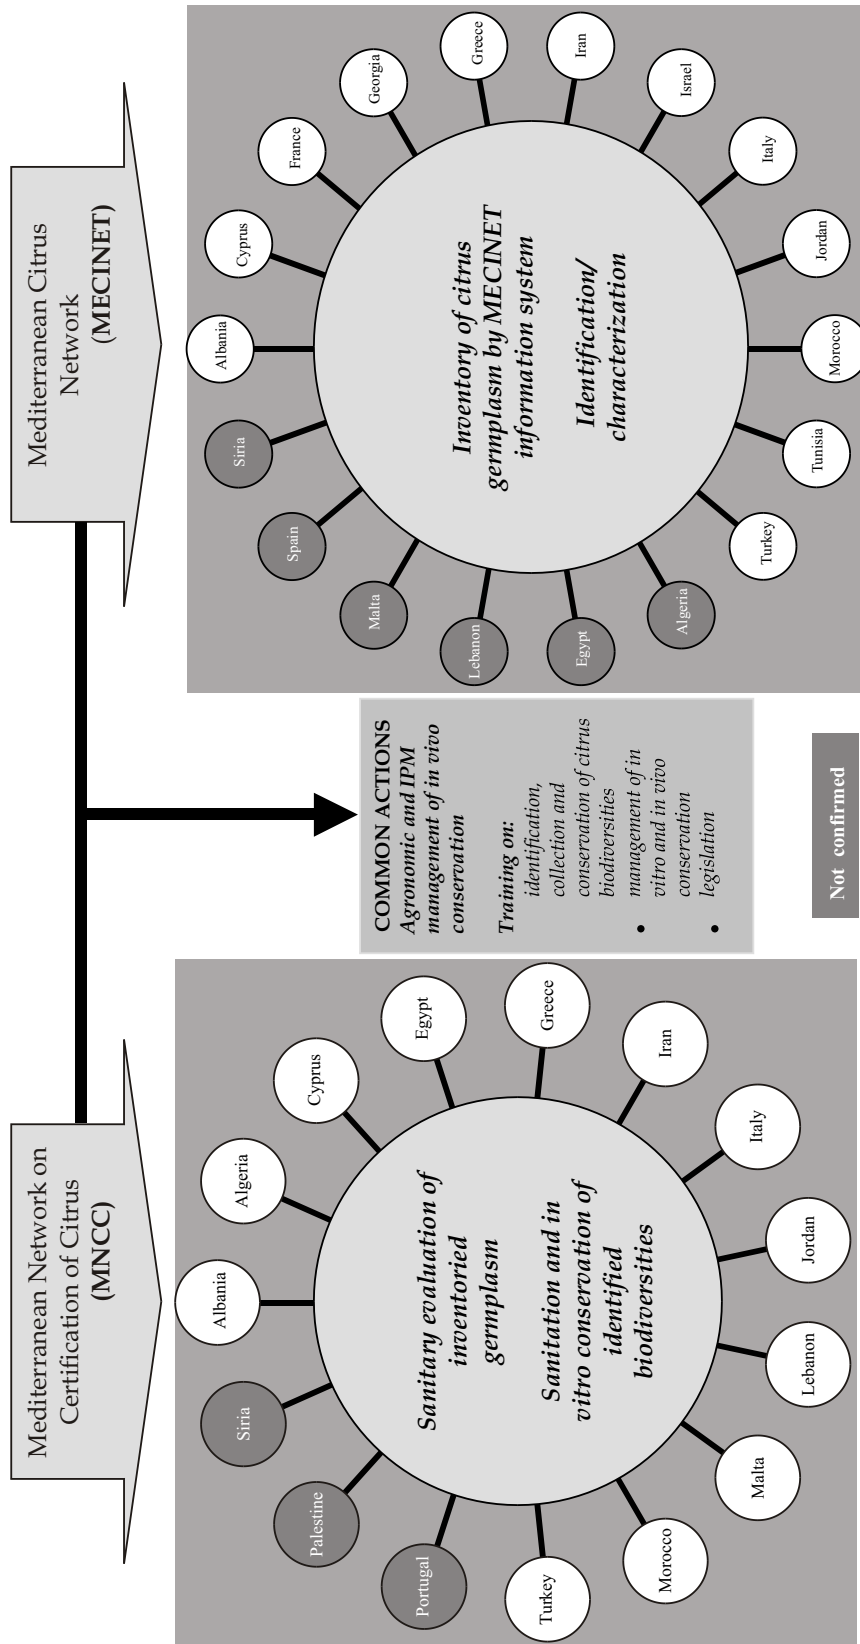 Mediterranean Network on
Certification of Citrus
(MNCC)
Mediterranean Citrus
Network
(MECINET)
Sanitary evaluation of
inventoried
germplasm
Sanitation and in
vitro conservation of
identified
biodiversities
Albania
Algeria
Cyprus
Egypt
Greece
Iran
Italy
Jordan
Lebanon
Malta
Morocco
Turkey
Portugal
Palestine
Siria
COMMON ACTIONS
Agronomic and IPM
management of in vivo
conservation
Training on:
identification,
collection and
conservation of citrus
biodiversities
• management of in
vitro and in vivo
conservation
• legislation
Not confirmed
Inventory of citrus
germplasm by MECINET
information system
Identification/
characterization
Albania
Cyprus
France
Georgia
Greece
Iran
Israel
Italy
Jordan
Morocco
Tunisia
Turkey
Algeria
Egypt
Lebanon
Malta
Spain
Siria